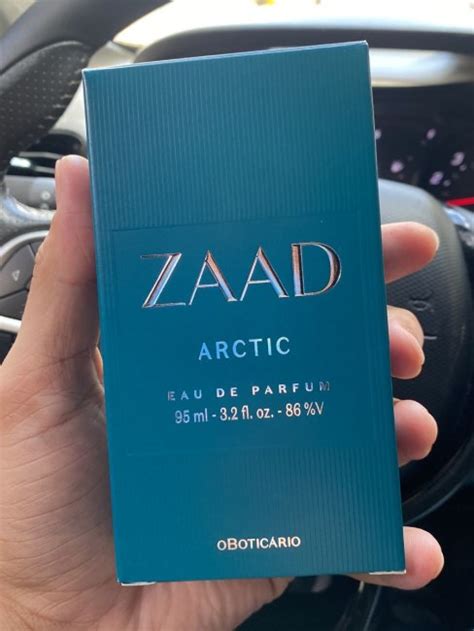 ZAAD
ARCTIC
EAU DE PARFUM
95 ml - 3.2 fl. oz. - 86 %V
oBOTICÁRIO